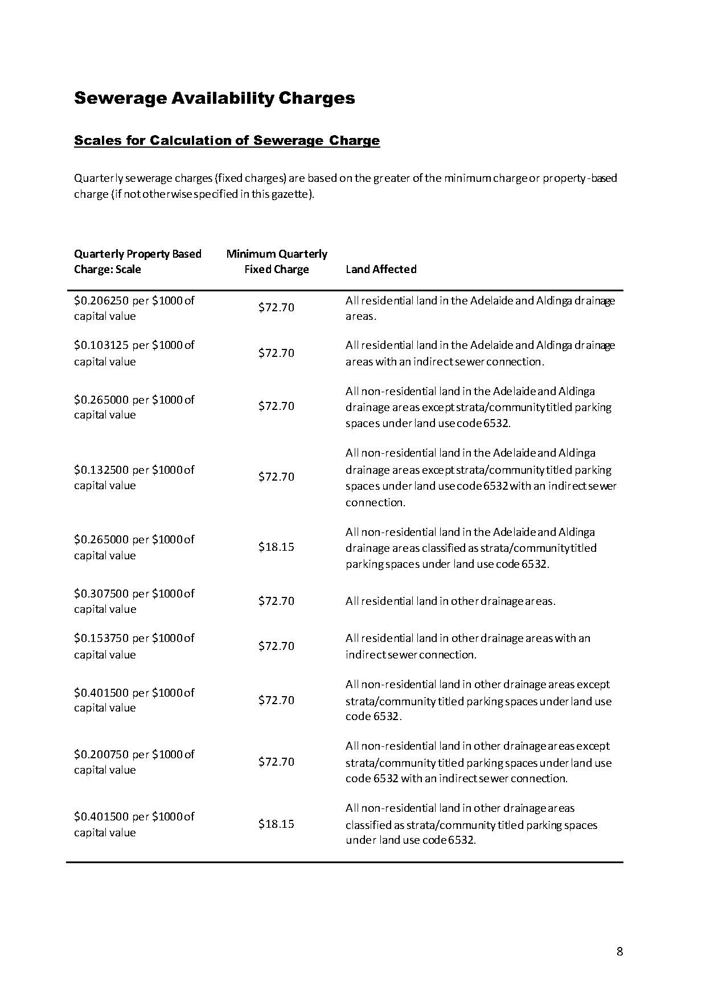 Sewerage Availability Charges
Scales for Calculation of Sewerage Charge
Quarterly sewerage charges (fixed charges) are based on the greater of the minimum charge or property-based
charge (if not otherwise specified in this gazette).
Quarterly Property Based Minimum Quarterly
Charge: Scale Fixed Charge Land Affected
$0.206250 per $1000 of
capital value
$72.70
All residential land in the Adelaide and Aldinga drainage
areas.
$0.103125 per $1000 of
capital value
$72.70
All residential land in the Adelaide and Aldinga drainage
areas with an indirect sewer connection.
$0.265000 per $1000 of
capital value
$72.70
All non-residential land in the Adelaide and Aldinga
drainage areas except strata/community titled parking
spaces under land use code 6532.
$0.132500 per $1000 of
capital value
$72.70
All non-residential land in the Adelaide and Aldinga
drainage areas except strata/community titled parking
spaces under land use code 6532 with an indirect sewer
connection.
$0.265000 per $1000 of
capital value
$18.15
All non-residential land in the Adelaide and Aldinga
drainage areas classified as strata/community titled
parking spaces under land use code 6532.
$0.307500 per $1000 of
capital value
$72.70
All residential land in other drainage areas.
$0.153750 per $1000 of
capital value
$72.70
All residential land in other drainage areas with an
indirect sewer connection.
$0.401500 per $1000 of
capital value
$72.70
All non-residential land in other drainage areas except
strata/community titled parking spaces under land use
code 6532.
$0.200750 per $1000 of
capital value
$72.70
All non-residential land in other drainage areas except
strata/community titled parking spaces under land use
code 6532 with an indirect sewer connection.
$0.401500 per $1000 of
capital value
$18.15
All non-residential land in other drainage areas
classified as strata/community titled parking spaces
under land use code 6532.
8